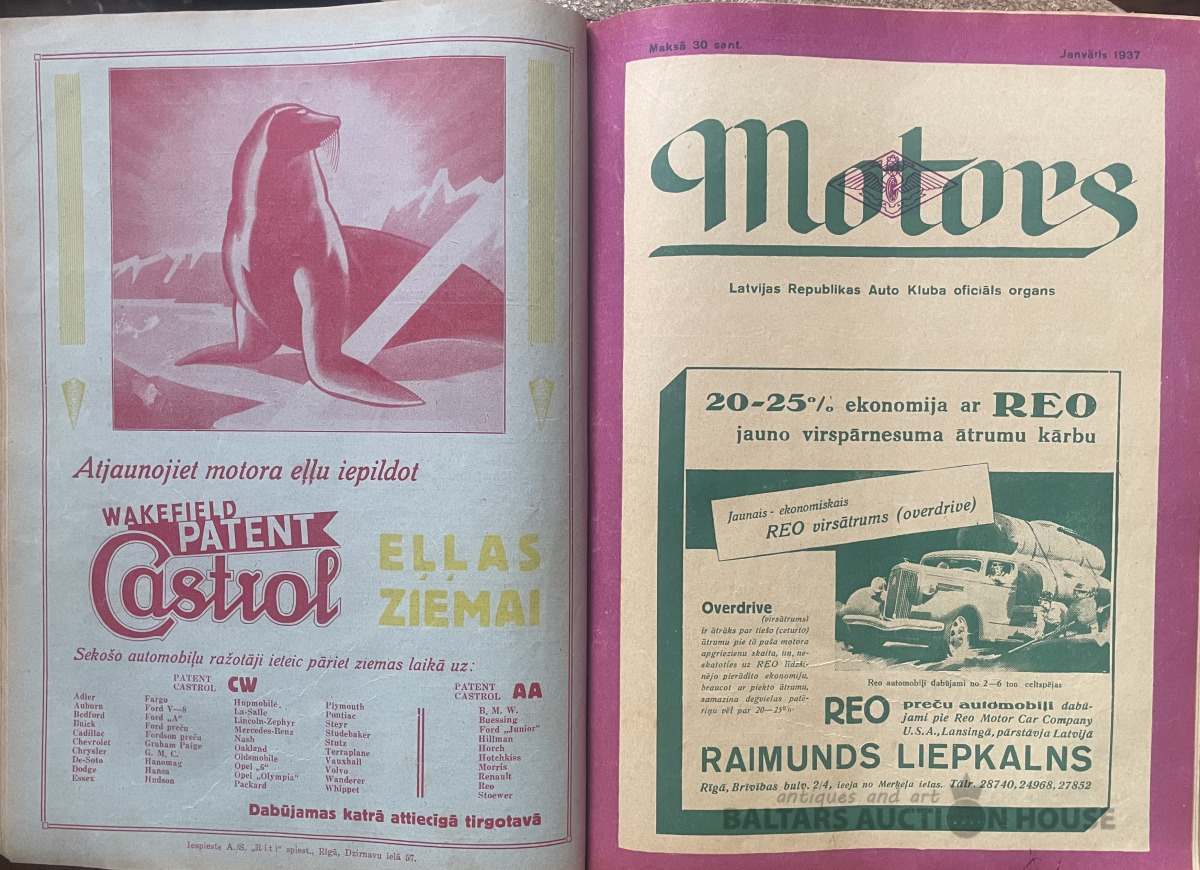 Atjaunojiet motora eļļu iepildot
WAKEFIELD
PATENT
Castrol
EĻĻAS
ZIEMAI
Sekošo automobiļu ražotāji ieteic pāriet ziemas laikā uz:
PATENT
CASTROL CW
Adler
Auburn
Bedford
Buick
Cadillac
Chevrolet
Chrysler
De-Soto
Dodge
Essex
Fargo
Ford V—8
Ford „A"
Ford preču
Fordson preču
Graham Paige
G. M. C.
Hanomag
Hansa
Hudson
Hupmobile
La-Salle
Lincoln-Zephyr
Mercedes-Benz
Nash
Oakland
Oldsmobile
Opel „6"
Opel „Olympia"
Packard
Plymouth
Pontiac
Steyr
Studebaker
Stutz
Terraplane
Vauxhall
Volvo
Wanderer
Whippet
PATENT
CASTROL AA
B. M. W.
Buessing
Ford „Junior"
Hillman
Horch
Hotchkiss
Morris
Renault
Reo
Stoewer
Dabūjamas katrā attiecīgā tirgotavā
Iespiests A./S. „Rīti" spiest., Rīgā, Dzirnavu ielā 57.
Maksā 30 sant.
Janvāris 1937
Motors
Latvijas Republikas Auto Kluba oficiāls organs
20-25% ekonomija ar REO
jauno virspārnesuma ātrumu kārbu
Jaunais - ekonomiskais
REO virsātrums (overdrive)
Overdrive
(virsātrums)
ir ātrāks par tiešo (ceturto)
ātrumu pie tā paša motora
apgriezienu skaita, un, ne-
skatoties uz REO līdzši-
nējo pierādīto ekonomiju,
braucot ar piekto ātrumu,
samazina degvielas patē-
riņu vēl par 20—25%
Reo automobiļi dabūjami no 2—6 ton celtspējas
REO preču automobiļi dabū-
jami pie Reo Motor Car Company
U.S.A., Lansingā, pārstāvja Latvijā
RAIMUNDS LIEPKALNS
Rīgā, Brīvības bulv. 2/4, ieeja no Merķeļa ielas. Tālr. 28740, 24968, 27852
antiques and art
BALTARS AUCTION HOUSE